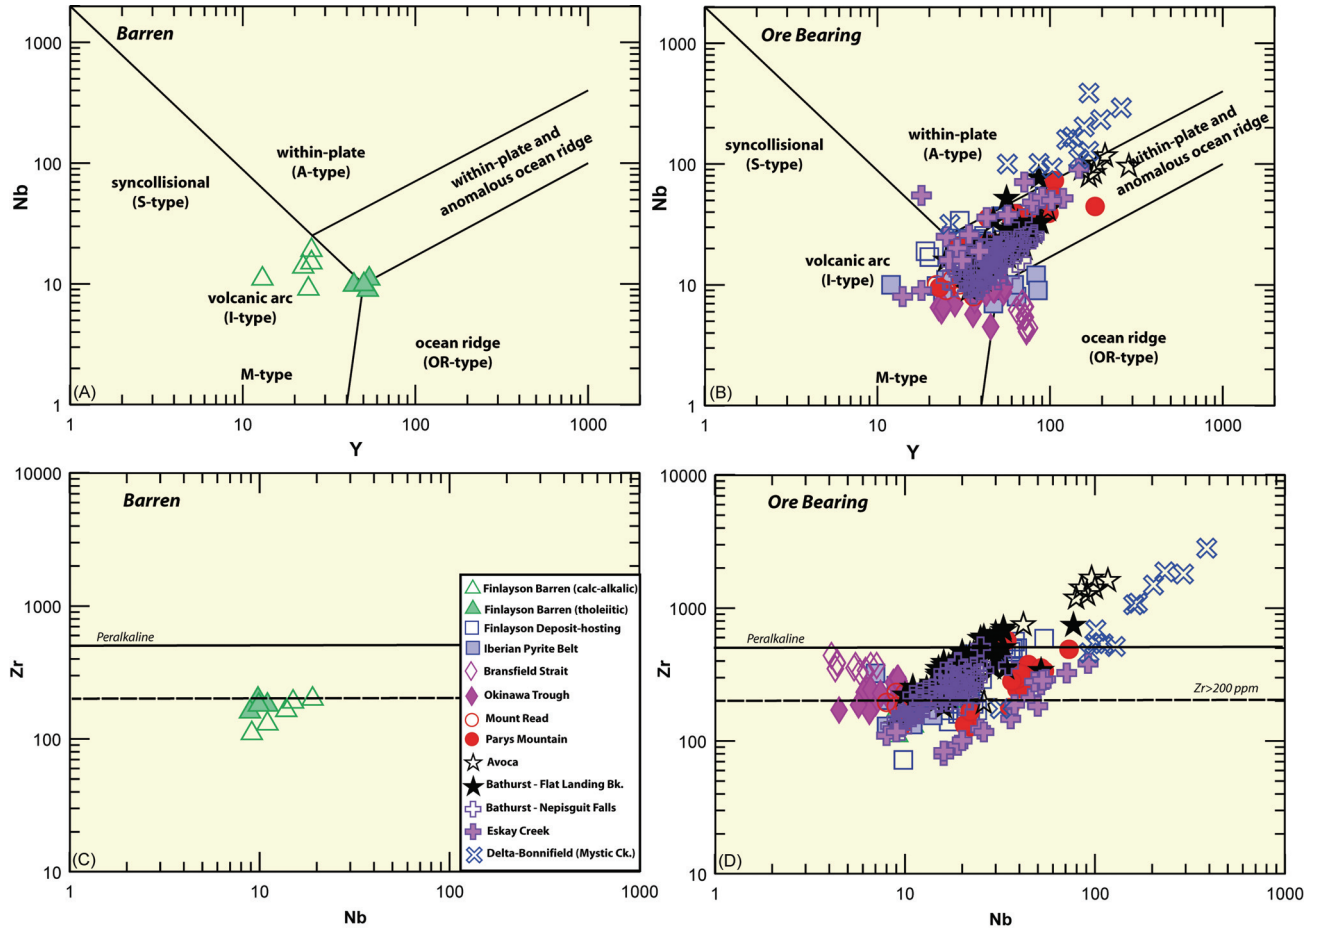 Barren
1000
100
10
1
Nb
within-plate
(A-type)
syncollisional
(S-type)
within-plate and
anomalous ocean ridge
volcanic arc
(I-type)
ocean ridge
(OR-type)
M-type
(A)
1
10
100
1000
Y
Ore Bearing
1000
100
10
1
Nb
within-plate
(A-type)
syncollisional
(S-type)
within-plate and
anomalous ocean ridge
volcanic arc
(I-type)
ocean ridge
(OR-type)
M-type
(B)
1
10
100
1000
Y
10000
1000
100
10
Zr
Barren
Peralkaline
(C)
1
10
100
1000
Nb
Finlayson Barren (calc-alkalic)
Finlayson Barren (tholeiitic)
Finlayson Deposit-hosting
Iberian Pyrite Belt
Bransfield Strait
Okinawa Trough
Mount Read
Parys Mountain
Avoca
Bathurst - Flat Landing Bk.
Bathurst - Nepisguit Falls
Eskay Creek
Delta-Bonnifield (Mystic Ck.)
10000
1000
100
10
Zr
Ore Bearing
Peralkaline
Zr>200 ppm
(D)
1
10
100
1000
Nb